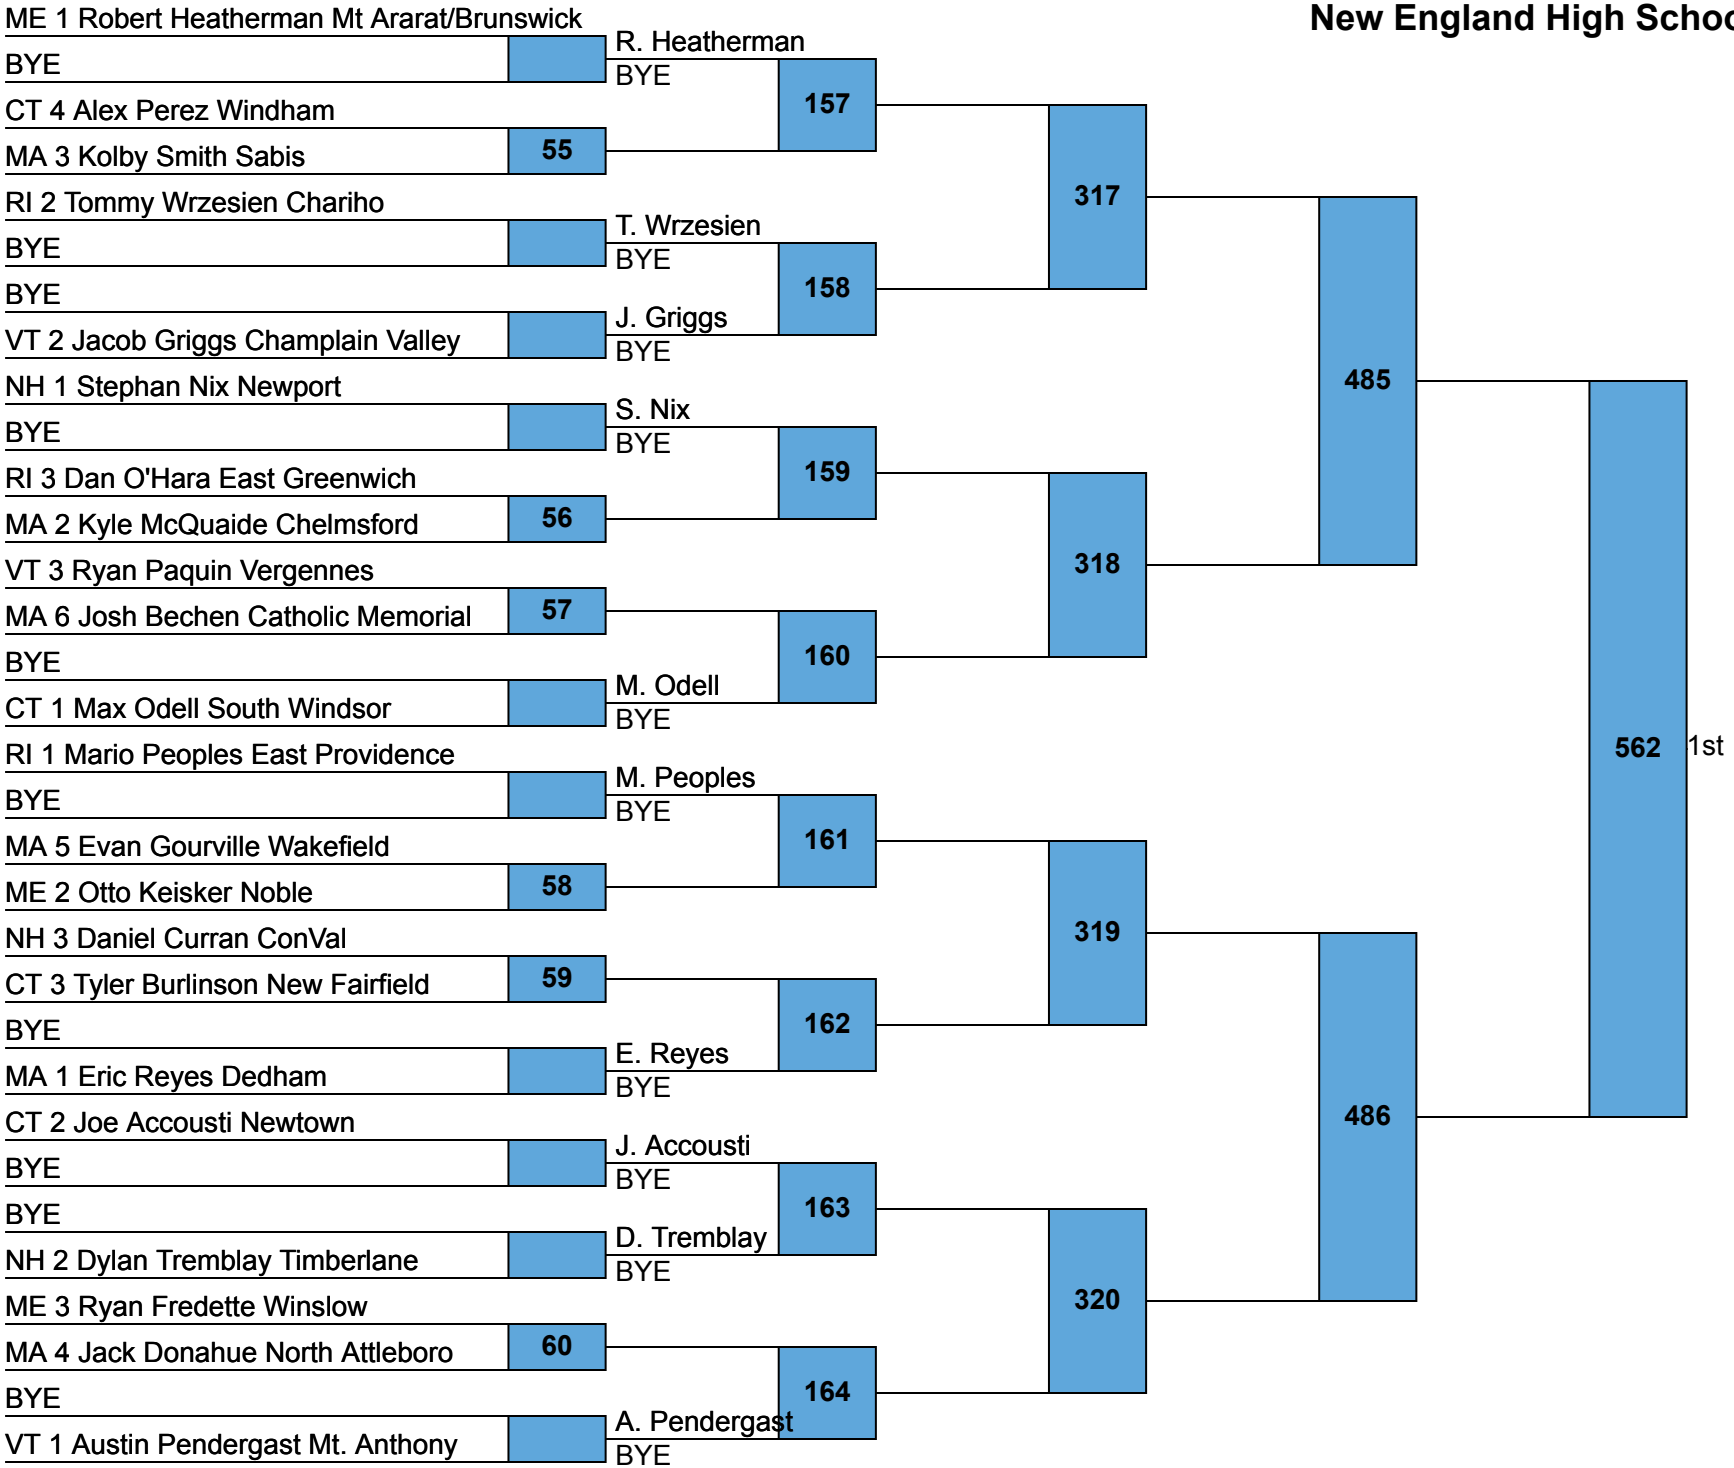 New England High Schoo
ME 1 Robert Heatherman Mt Ararat/Brunswick
BYE
CT 4 Alex Perez Windham
MA 3 Kolby Smith Sabis
RI 2 Tommy Wrzesien Chariho
BYE
BYE
VT 2 Jacob Griggs Champlain Valley
NH 1 Stephan Nix Newport
BYE
RI 3 Dan O'Hara East Greenwich
MA 2 Kyle McQuaide Chelmsford
VT 3 Ryan Paquin Vergennes
MA 6 Josh Bechen Catholic Memorial
BYE
CT 1 Max Odell South Windsor
RI 1 Mario Peoples East Providence
BYE
MA 5 Evan Gourville Wakefield
ME 2 Otto Keisker Noble
NH 3 Daniel Curran ConVal
CT 3 Tyler Burlinson New Fairfield
BYE
MA 1 Eric Reyes Dedham
CT 2 Joe Accousti Newtown
BYE
BYE
NH 2 Dylan Tremblay Timberlane
ME 3 Ryan Fredette Winslow
MA 4 Jack Donahue North Attleboro
BYE
VT 1 Austin Pendergast Mt. Anthony
55
56
57
58
59
60
R. Heatherman
BYE
T. Wrzesien
BYE
J. Griggs
BYE
S. Nix
BYE
M. Odell
BYE
M. Peoples
BYE
E. Reyes
BYE
J. Accousti
BYE
D. Tremblay
BYE
A. Pendergast
BYE
157
158
159
160
161
162
163
164
317
318
319
320
485
486
562
1st